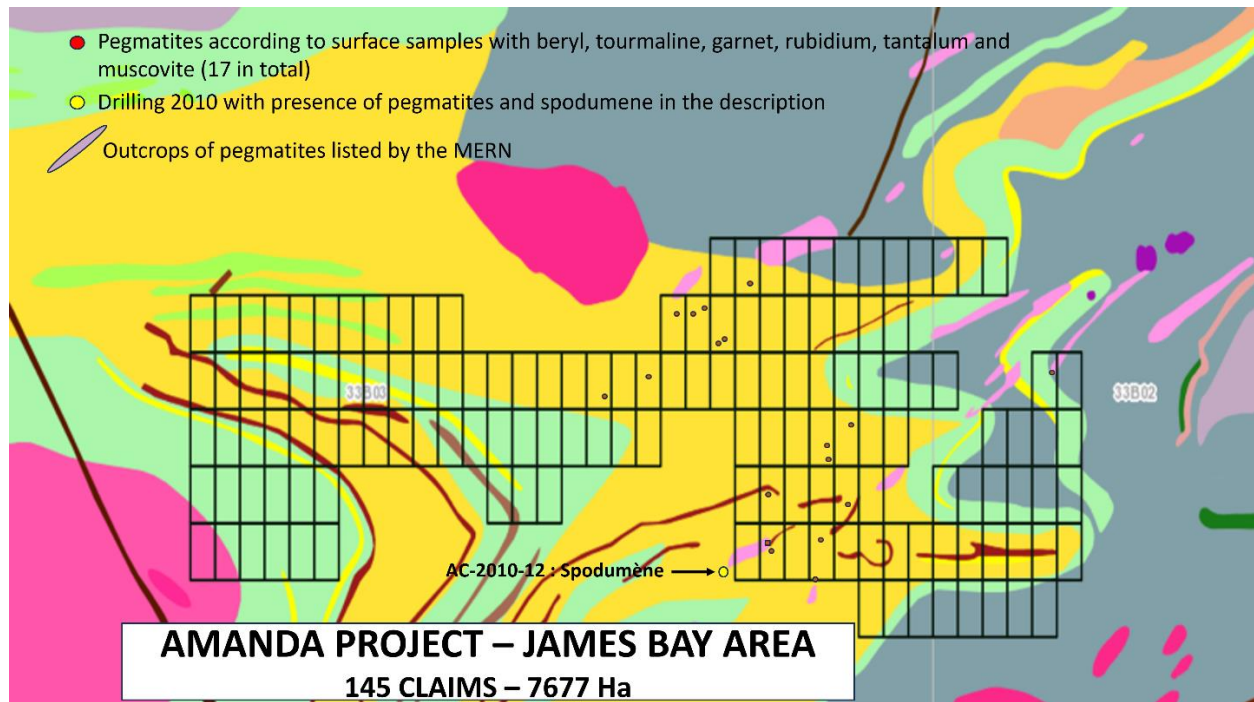 Pegmatites according to surface samples with beryl, tourmaline, garnet, rubidium, tantalum and
muscovite (17 in total)
Drilling 2010 with presence of pegmatites and spodumene in the description
Outcrops of pegmatites listed by the MERN
33B03
33B02
AC-2010-12 : Spodumène
AMANDA PROJECT – JAMES BAY AREA
145 CLAIMS – 7677 Ha